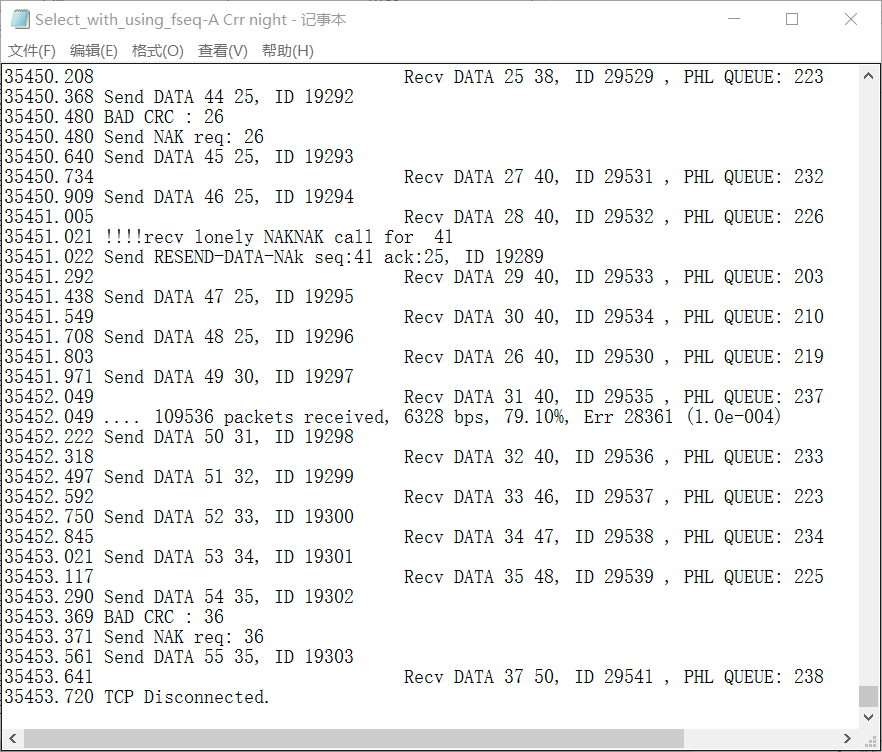 Select_with_using_fseq-A Crr night - 记事本
文件(F) 编辑(E) 格式(O) 查看(V) 帮助(H)
35450.208 Recv DATA 25 38, ID 29529 , PHL QUEUE: 223
35450.368 Send DATA 44 25, ID 19292
35450.480 BAD CRC : 26
35450.480 Send NAK req: 26
35450.640 Send DATA 45 25, ID 19293
35450.734 Recv DATA 27 40, ID 29531 , PHL QUEUE: 232
35450.909 Send DATA 46 25, ID 19294
35451.005 Recv DATA 28 40, ID 29532 , PHL QUEUE: 226
35451.021 !!!!recv lonely NAKNAK call for  41
35451.022 Send RESEND-DATA-NAk seq:41 ack:25, ID 19289
35451.292 Recv DATA 29 40, ID 29533 , PHL QUEUE: 203
35451.438 Send DATA 47 25, ID 19295
35451.549 Recv DATA 30 40, ID 29534 , PHL QUEUE: 210
35451.708 Send DATA 48 25, ID 19296
35451.803 Recv DATA 26 40, ID 29530 , PHL QUEUE: 219
35451.971 Send DATA 49 30, ID 19297
35452.049 Recv DATA 31 40, ID 29535 , PHL QUEUE: 237
35452.049 .... 109536 packets received, 6328 bps, 79.10%, Err 28361 (1.0e-004)
35452.222 Send DATA 50 31, ID 19298
35452.318 Recv DATA 32 40, ID 29536 , PHL QUEUE: 233
35452.497 Send DATA 51 32, ID 19299
35452.592 Recv DATA 33 46, ID 29537 , PHL QUEUE: 223
35452.750 Send DATA 52 33, ID 19300
35452.845 Recv DATA 34 47, ID 29538 , PHL QUEUE: 234
35453.021 Send DATA 53 34, ID 19301
35453.117 Recv DATA 35 48, ID 29539 , PHL QUEUE: 225
35453.290 Send DATA 54 35, ID 19302
35453.369 BAD CRC : 36
35453.371 Send NAK req: 36
35453.561 Send DATA 55 35, ID 19303
35453.641 Recv DATA 37 50, ID 29541 , PHL QUEUE: 238
35453.720 TCP Disconnected.